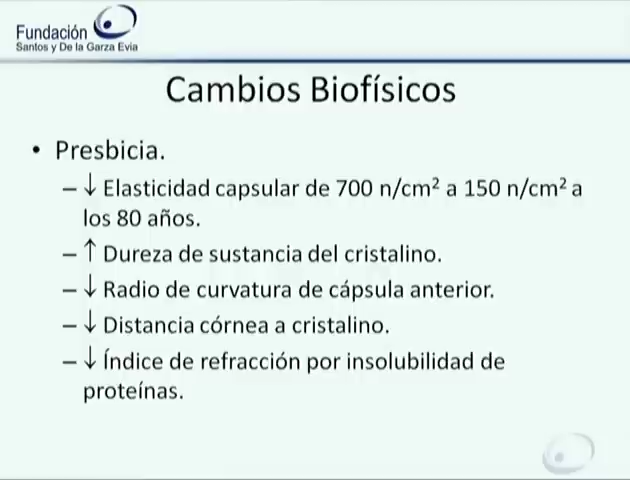 Fundación
Santos y De la Garza Evia
Cambios Biofísicos
• Presbicia.
– ↓ Elasticidad capsular de 700 n/cm² a 150 n/cm² a
los 80 años.
– ↑ Dureza de sustancia del cristalino.
– ↓ Radio de curvatura de cápsula anterior.
– ↓ Distancia córnea a cristalino.
– ↓ Índice de refracción por insolubilidad de
proteínas.